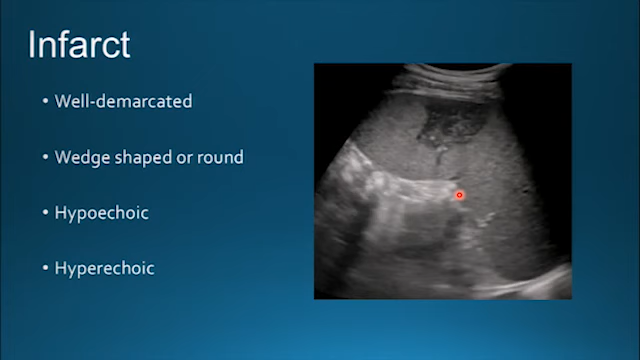 Infarct
• Well-demarcated
• Wedge shaped or round
• Hypoechoic
• Hyperechoic